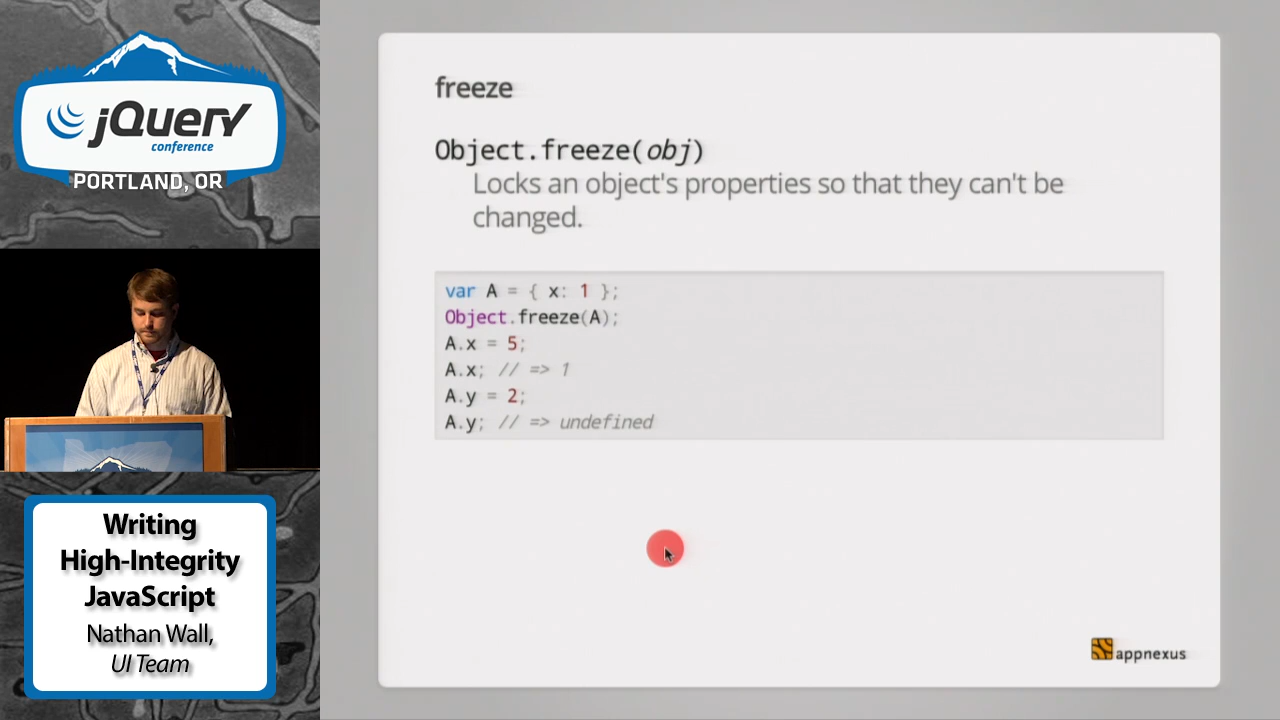 jQuery
conference
PORTLAND, OR
Writing
High-Integrity
JavaScript
Nathan Wall,
UI Team
freeze
Object.freeze(obj)
Locks an object's properties so that they can't be
changed.
var A = { x: 1 };
Object.freeze(A);
A.x = 5;
A.x; // => 1
A.y = 2;
A.y; // => undefined
appnexus